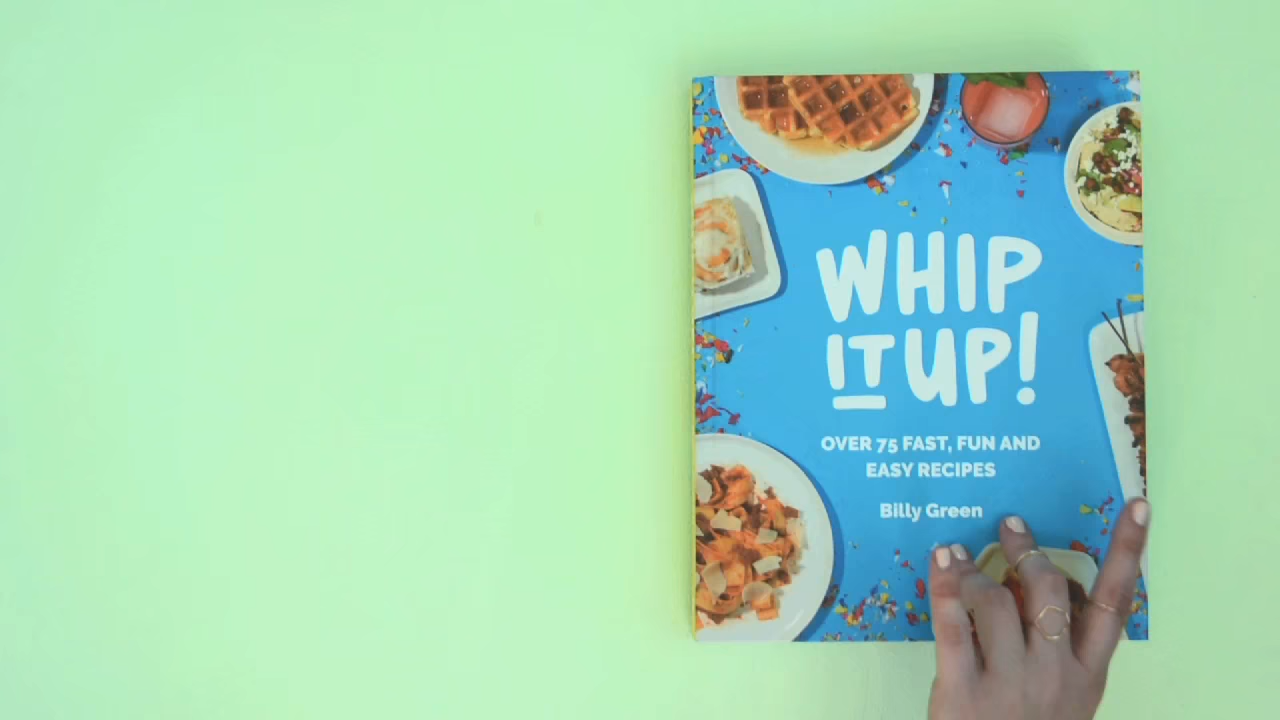 WHIP
IT UP!
OVER 75 FAST, FUN AND
EASY RECIPES
Billy Green